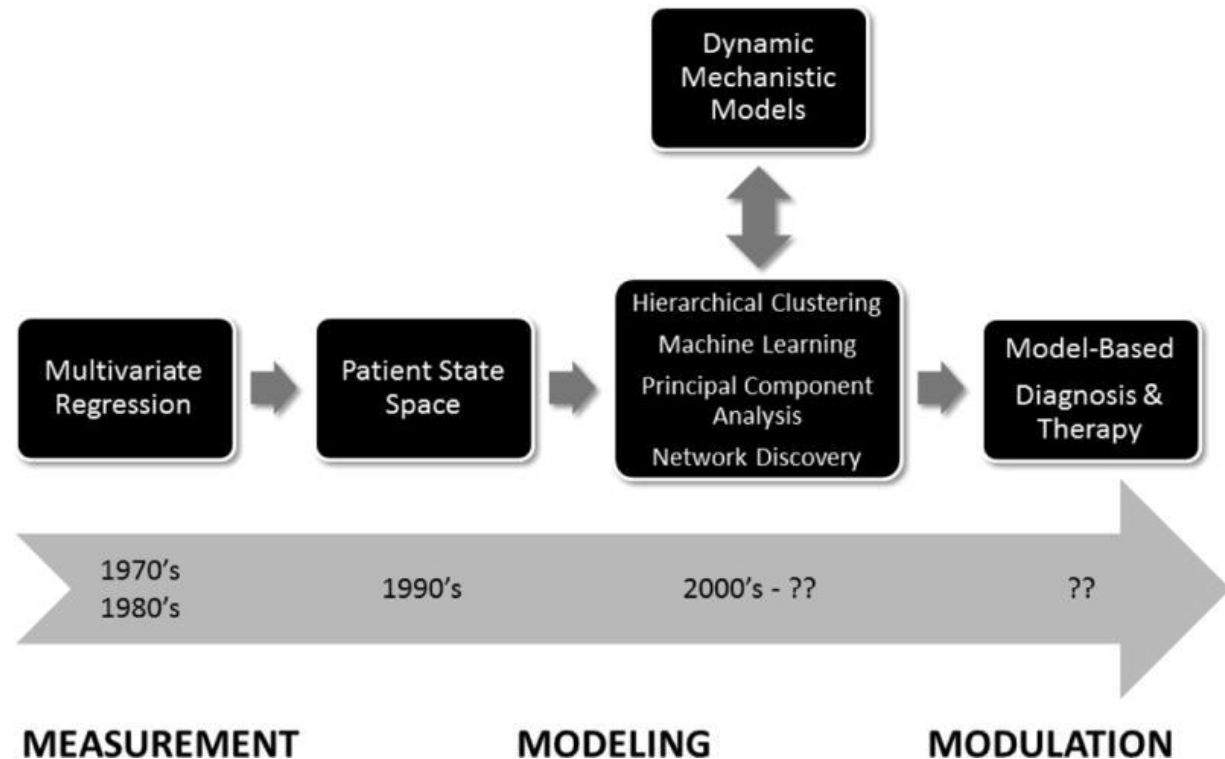 Dynamic
Mechanistic
Models
Multivariate
Regression
Patient State
Space
Hierarchical Clustering
Machine Learning
Principal Component
Analysis
Network Discovery
Model-Based
Diagnosis &
Therapy
1970's
1980's
1990's
2000's - ??
??
MEASUREMENT
MODELING
MODULATION